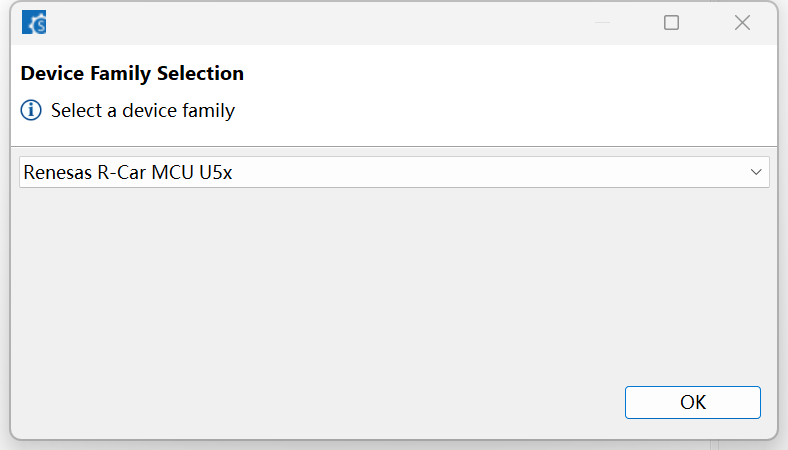 Device Family Selection
Select a device family
Renesas R-Car MCU U5x
OK